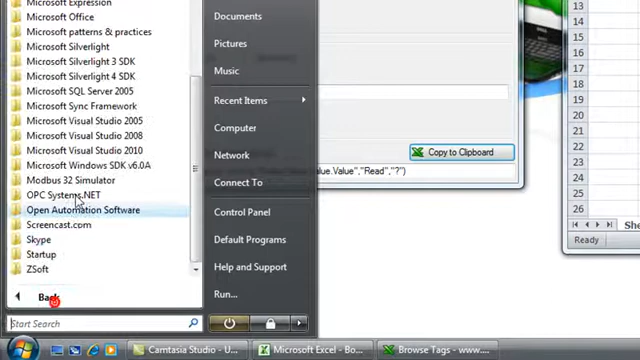 Microsoft Expression
Microsoft Office
Microsoft patterns & practices
Microsoft Silverlight
Microsoft Silverlight 3 SDK
Microsoft Silverlight 4 SDK
Microsoft SQL Server 2005
Microsoft Sync Framework
Microsoft Visual Studio 2005
Microsoft Visual Studio 2008
Microsoft Visual Studio 2010
Microsoft Windows SDK v6.0A
Modbus 32 Simulator
OPC Systems.NET
Open Automation Software
Screencast.com
Skype
Startup
ZSoft
Back
Start Search
Documents
Pictures
Music
Recent Items
Computer
Network
Connect To
Control Panel
Default Programs
Help and Support
Run...
Copy to Clipboard
Value.Value","Read","?")
13
14
15
16
17
18
19
20
21
22
23
24
25
Ready
Camtasia Studio - U...
Microsoft Excel - Bo...
Browse Tags - www....